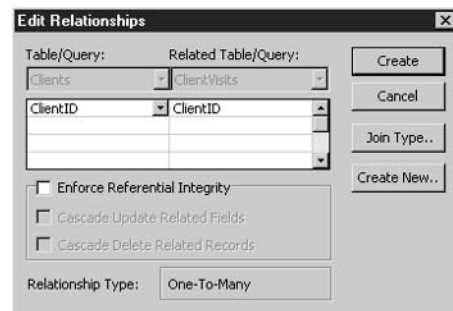 Edit Relationships
Table/Query: Related Table/Query:
Clients ClientVisits
ClientID ClientID
Enforce Referential Integrity
Cascade Update Related Fields
Cascade Delete Related Records
Relationship Type: One-To-Many
Create
Cancel
Join Type..
Create New..